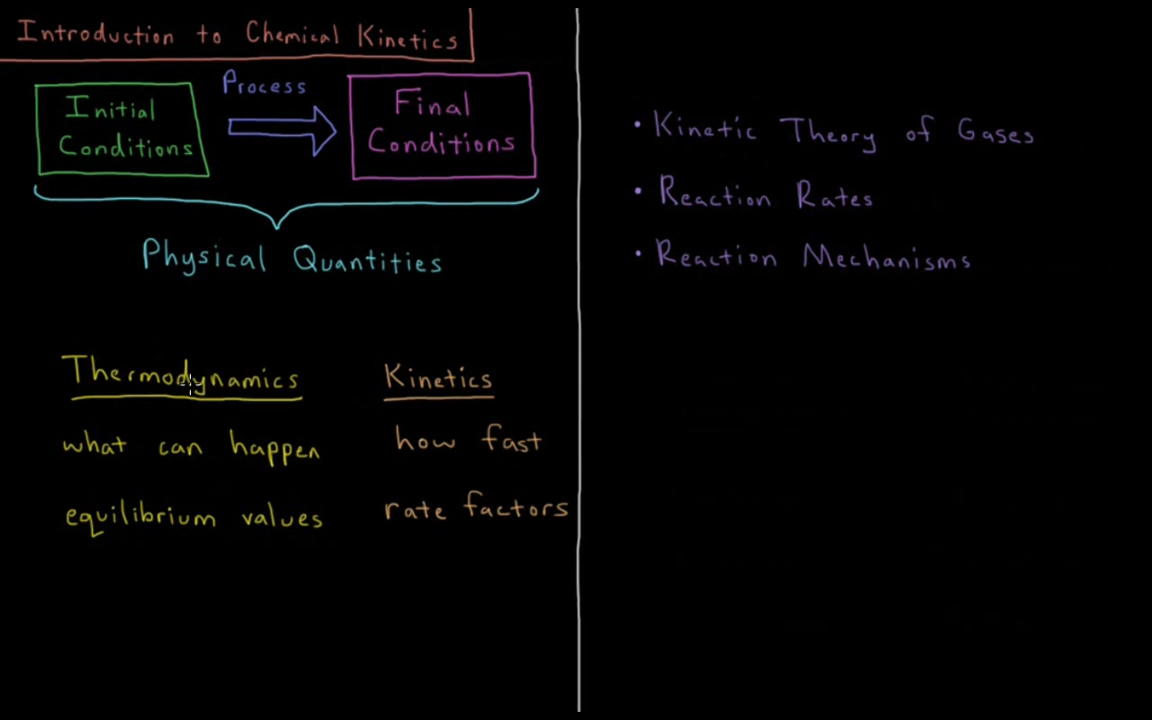 Introduction to Chemical Kinetics
Process
Initial
Conditions
Final
Conditions
Physical Quantities
Thermodynamics
what can happen
equilibrium values
Kinetics
how fast
rate factors
• Kinetic Theory of Gases
• Reaction Rates
• Reaction Mechanisms